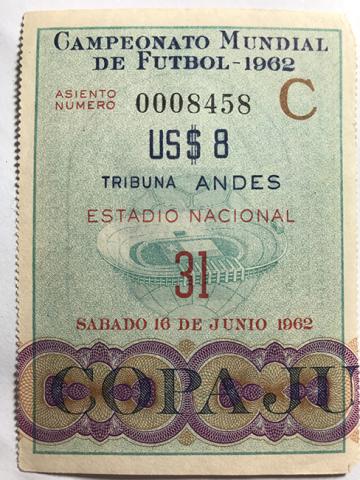 CAMPEONATO MUNDIAL
DE FUTBOL-1962
ASIENTO
NUMERO 0008458 C
US$ 8
TRIBUNA ANDES
ESTADIO NACIONAL
31
SABADO 16 DE JUNIO 1962
COPA JU